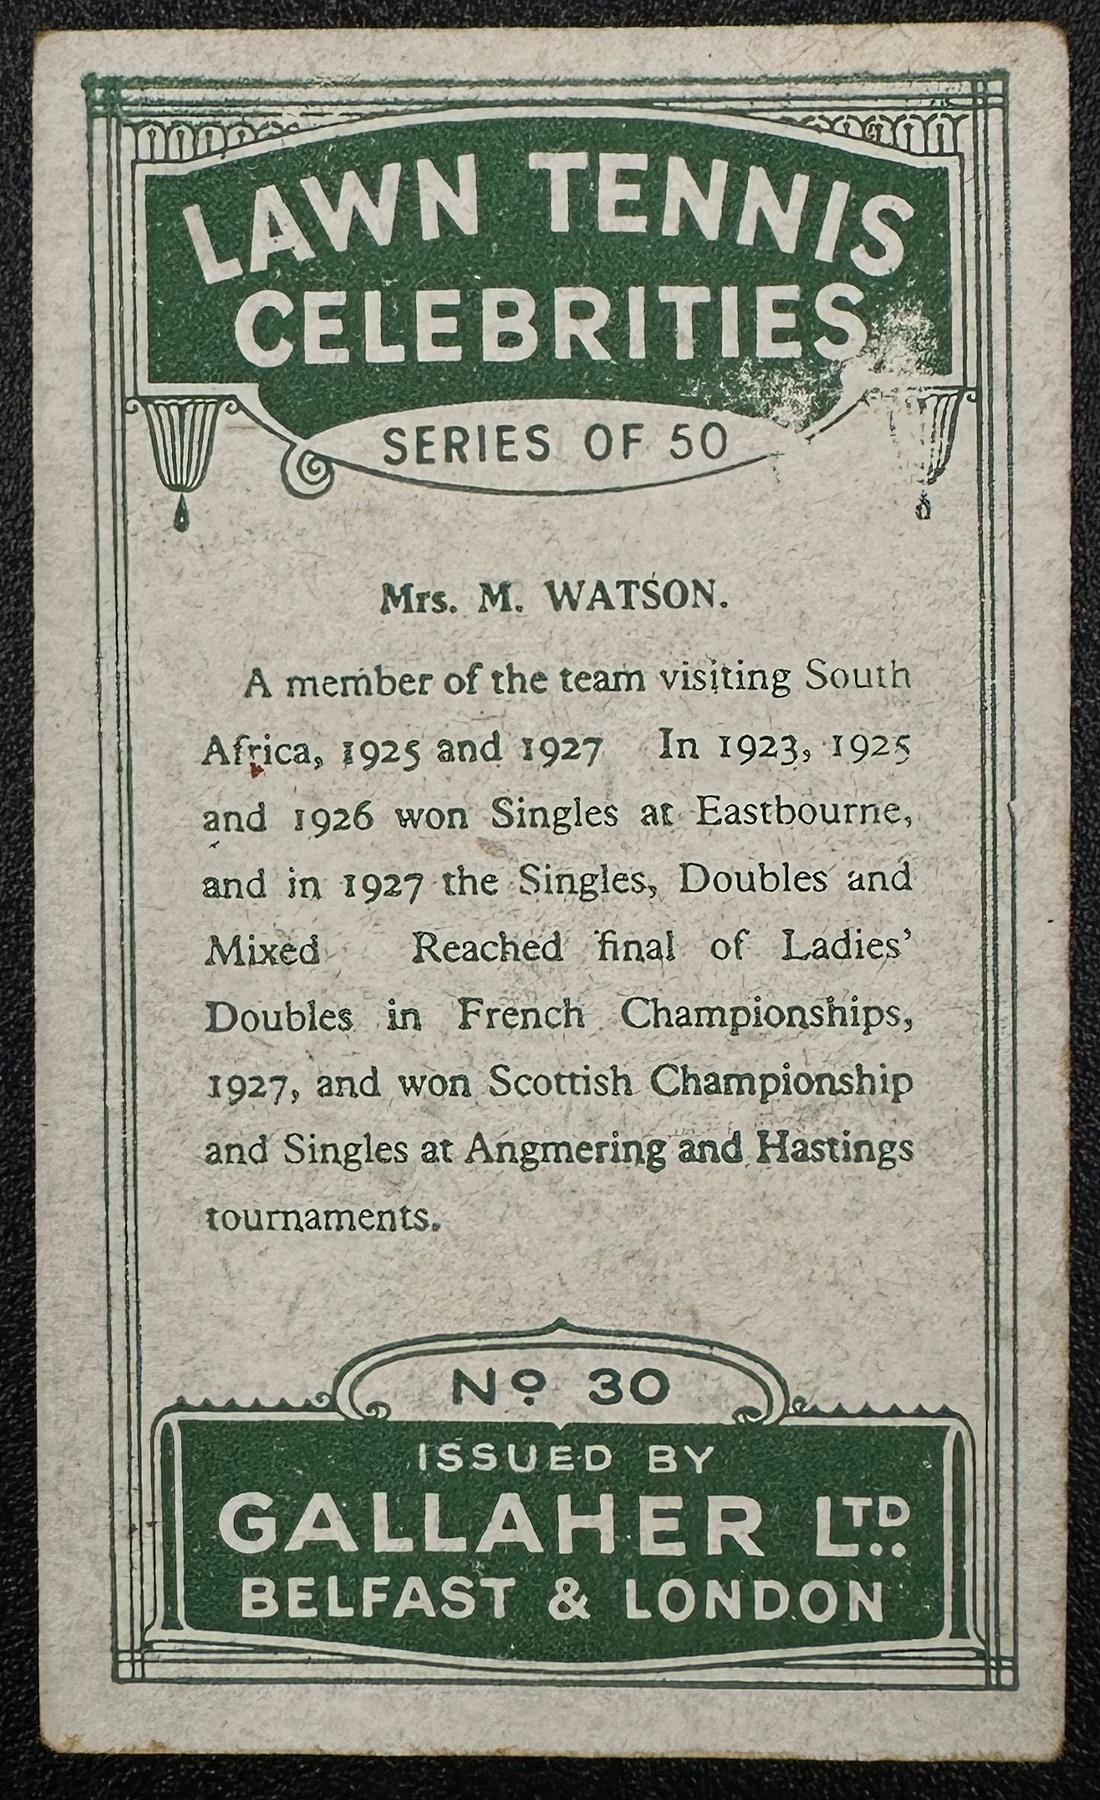 LAWN TENNIS
CELEBRITIES
SERIES OF 50
Mrs. M. WATSON.
A member of the team visiting South
Africa, 1925 and 1927 In 1923, 1925
and 1926 won Singles at Eastbourne,
and in 1927 the Singles, Doubles and
Mixed Reached final of Ladies'
Doubles in French Championships,
1927, and won Scottish Championship
and Singles at Angmering and Hastings
tournaments.
No 30
ISSUED BY
GALLAHER LTD.
BELFAST & LONDON